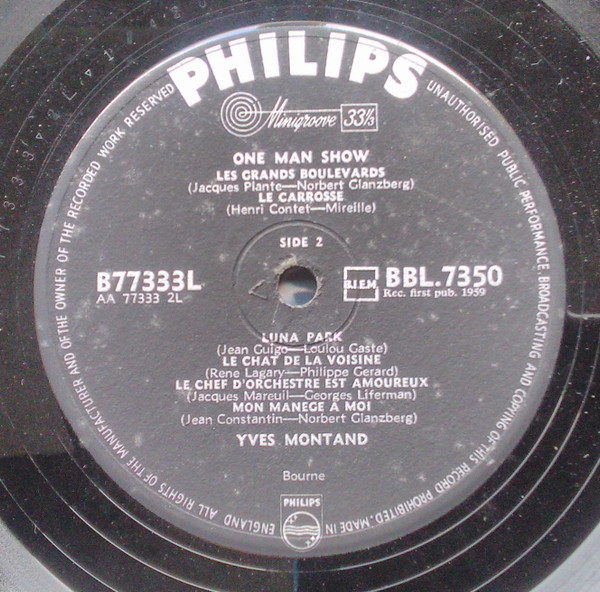 PHILIPS
Minigroove 33 1/3
ONE MAN SHOW
LES GRANDS BOULEVARDS
(Jacques Plante—Norbert Glanzberg)
LE CARROSSE
(Henri Contet—Mireille)
SIDE 2
B77333L
AA 77333 2L
B.I.E.M.
BBL.7350
Rec. first pub. 1959
LUNA PARK
(Jean Guigo—Loulou Gaste)
LE CHAT DE LA VOISINE
(Rene Lagary—Philippe Gerard)
LE CHEF D'ORCHESTRE EST AMOUREUX
(Jacques Mareuil—Georges Liferman)
MON MANEGE À MOI
(Jean Constantin—Norbert Glanzberg)
YVES MONTAND
Bourne
PHILIPS
ALL RIGHTS OF THE MANUFACTURER AND OF THE OWNER OF THE RECORDED WORK RESERVED
UNAUTHORISED PUBLIC PERFORMANCE BROADCASTING AND COPYING OF THIS RECORD PROHIBITED. MADE IN ENGLAND